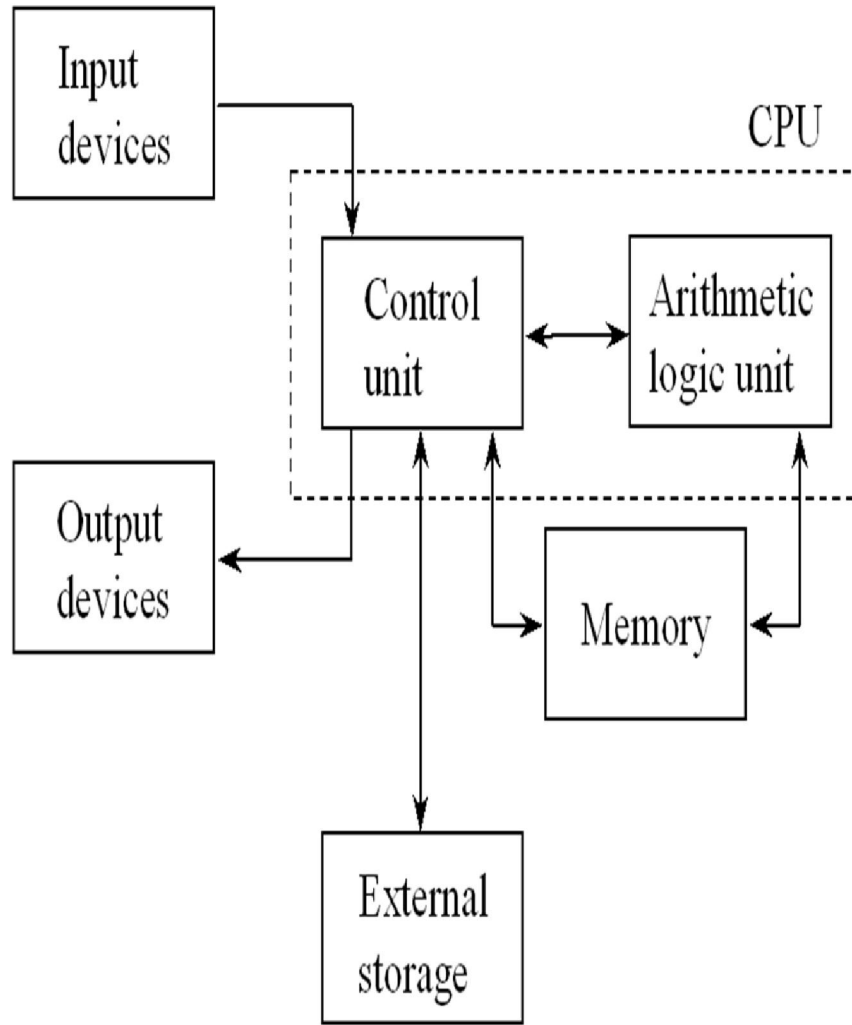 Input
devices
CPU
Control
unit
Arithmetic
logic unit
Output
devices
Memory
External
storage